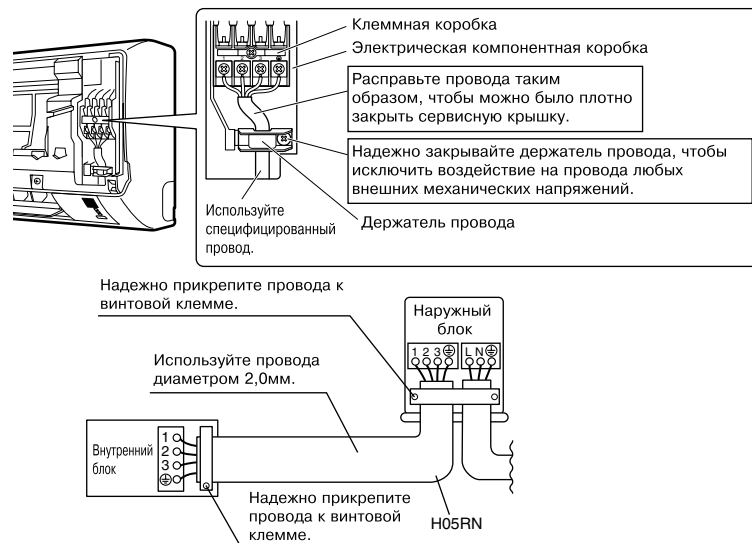 Клеммная коробка
Электрическая компонентная коробка
Расправьте провода таким
образом, чтобы можно было плотно
закрыть сервисную крышку.
Надежно закрывайте держатель провода, чтобы
исключить воздействие на провода любых
внешних механических напряжений.
Используйте
специфицированный
провод.
Держатель провода
Надежно прикрепите провода к
винтовой клемме.
Наружный
блок
1 2 3 L N
Используйте провода
диаметром 2,0мм.
Внутренний
блок
1
2
3
Надежно прикрепите
провода к винтовой
клемме.
H05RN